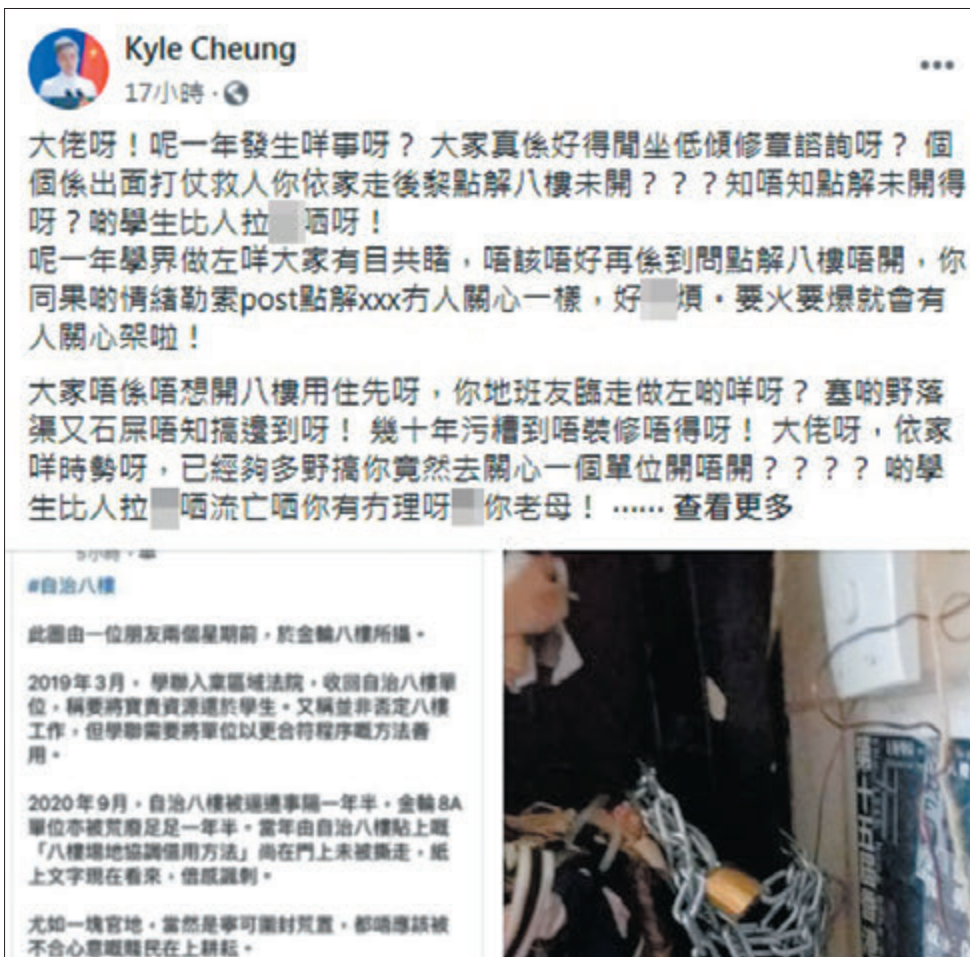 Kyle Cheung
17小時
大佬呀！呢一年發生咩事呀？ 大家真係好得閒坐低傾修章諮詢呀？ 個
個係出面打仗救人你依家走後黎點解八樓未開？？？知唔知點解未開得
呀？啲學生比人拉 哂呀！
呢一年學界做左咩大家有目共睹，唔該唔好再係到問點解八樓唔開，你
同果啲情緒勒索post點解xxx冇人關心一樣，好 煩。要火要爆就會有
人關心架啦！
大家唔係唔想開八樓用住先呀，你地班友臨走做左啲咩呀？ 塞啲野落
渠又石屎唔知搞邊到呀！ 幾十年污糟到唔裝修唔得呀！ 大佬呀，依家
咩時勢呀，已經夠多野搞你竟然去關心一個單位開唔開？？？？ 啲學
生比人拉 哂流亡哂你有冇理呀 你老母！ …… 查看更多
5小時
#自治八樓
此圖由一位朋友兩個星期前，於金輪八樓所攝。
2019年3月， 學聯入稟區域法院，收回自治八樓單
位，稱要將寶貴資源還於學生。又稱並非否定八樓
工作，但學聯需要將單位以更合符程序嘅方法善
用。
2020年9月，自治八樓被逼遷事隔一年半，金輪8A
單位亦被荒廢足足一年半。當年由自治八樓貼上嘅
「八樓場地協調借用方法」尚在門上未被撕走，紙
上文字現在看來，倍感諷刺。
尤如一塊官地，當然是寧可圍封荒置，都唔應該被
不合心意嘅賤民在上耕耘。